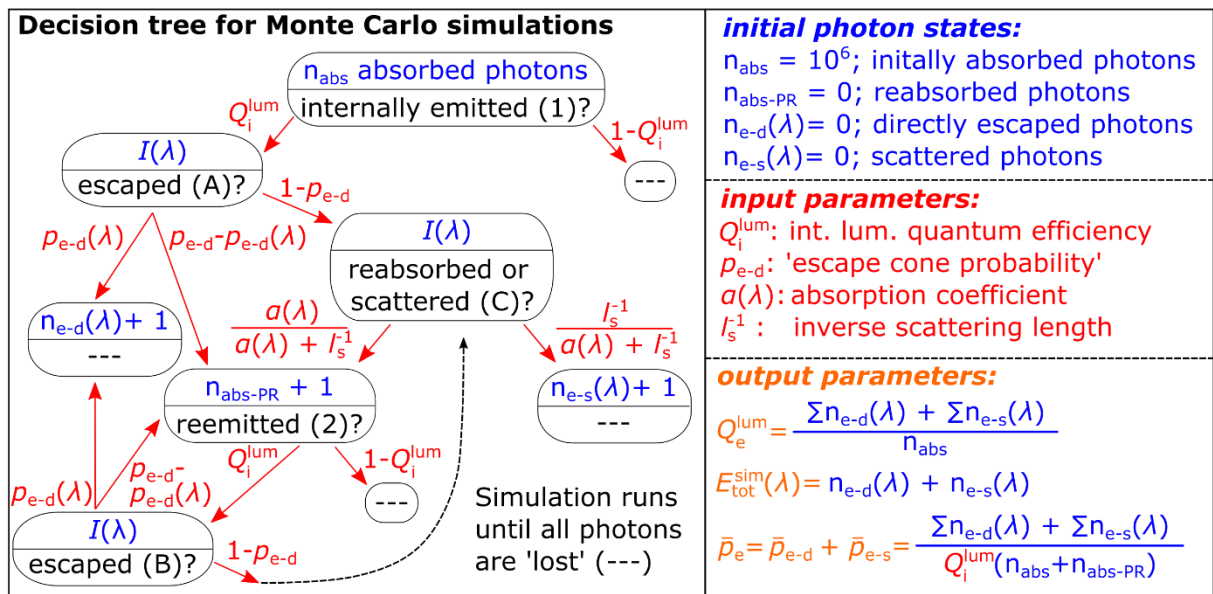 Decision tree for Monte Carlo simulations
n_abs absorbed photons
internally emitted (1)?
Q_i^lum
1-Q_i^lum
---
I(λ)
escaped (A)?
1-p_e-d
p_e-d(λ)
p_e-d-p_e-d(λ)
I(λ)
reabsorbed or
scattered (C)?
n_e-d(λ)+ 1
---
a(λ)
a(λ) + l_s^-1
l_s^-1
a(λ) + l_s^-1
n_abs-PR + 1
reemitted (2)?
n_e-s(λ)+ 1
---
Q_i^lum
1-Q_i^lum
---
p_e-d(λ)
p_e-d-
p_e-d(λ)
I(λ)
escaped (B)?
1-p_e-d
Simulation runs
until all photons
are 'lost' (---)
initial photon states:
n_abs = 10^6; initally absorbed photons
n_abs-PR = 0; reabsorbed photons
n_e-d(λ)= 0; directly escaped photons
n_e-s(λ)= 0; scattered photons
input parameters:
Q_i^lum: int. lum. quantum efficiency
p_e-d: 'escape cone probability'
a(λ): absorption coefficient
l_s^-1 : inverse scattering length
output parameters:
Q_e^lum = (∑n_e-d(λ) + ∑n_e-s(λ)) / n_abs
E_tot^sim(λ)= n_e-d(λ) + n_e-s(λ)
p̄_e= p̄_e-d + p̄_e-s= (∑n_e-d(λ) + ∑n_e-s(λ)) / (Q_i^lum(n_abs+n_abs-PR))